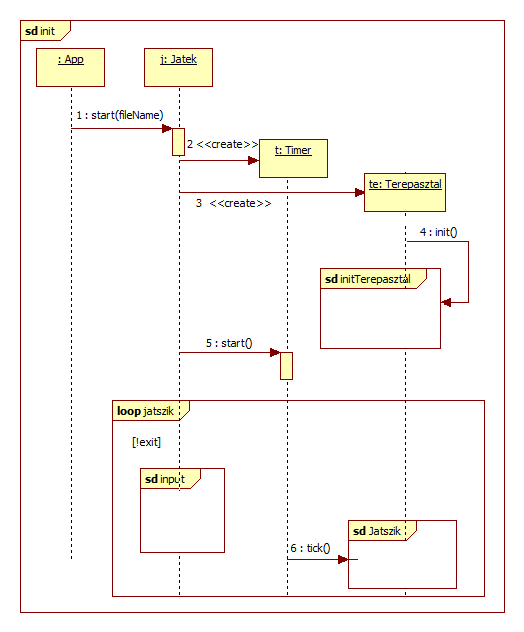 sd init
: App
j: Jatek
1 : start(fileName)
2 <<create>>
t: Timer
te: Terepasztal
3 <<create>>
4 : init()
sd initTerepasztal
5 : start()
loop jatszik
[!exit]
sd input
sd Jatszik
6 : tick()